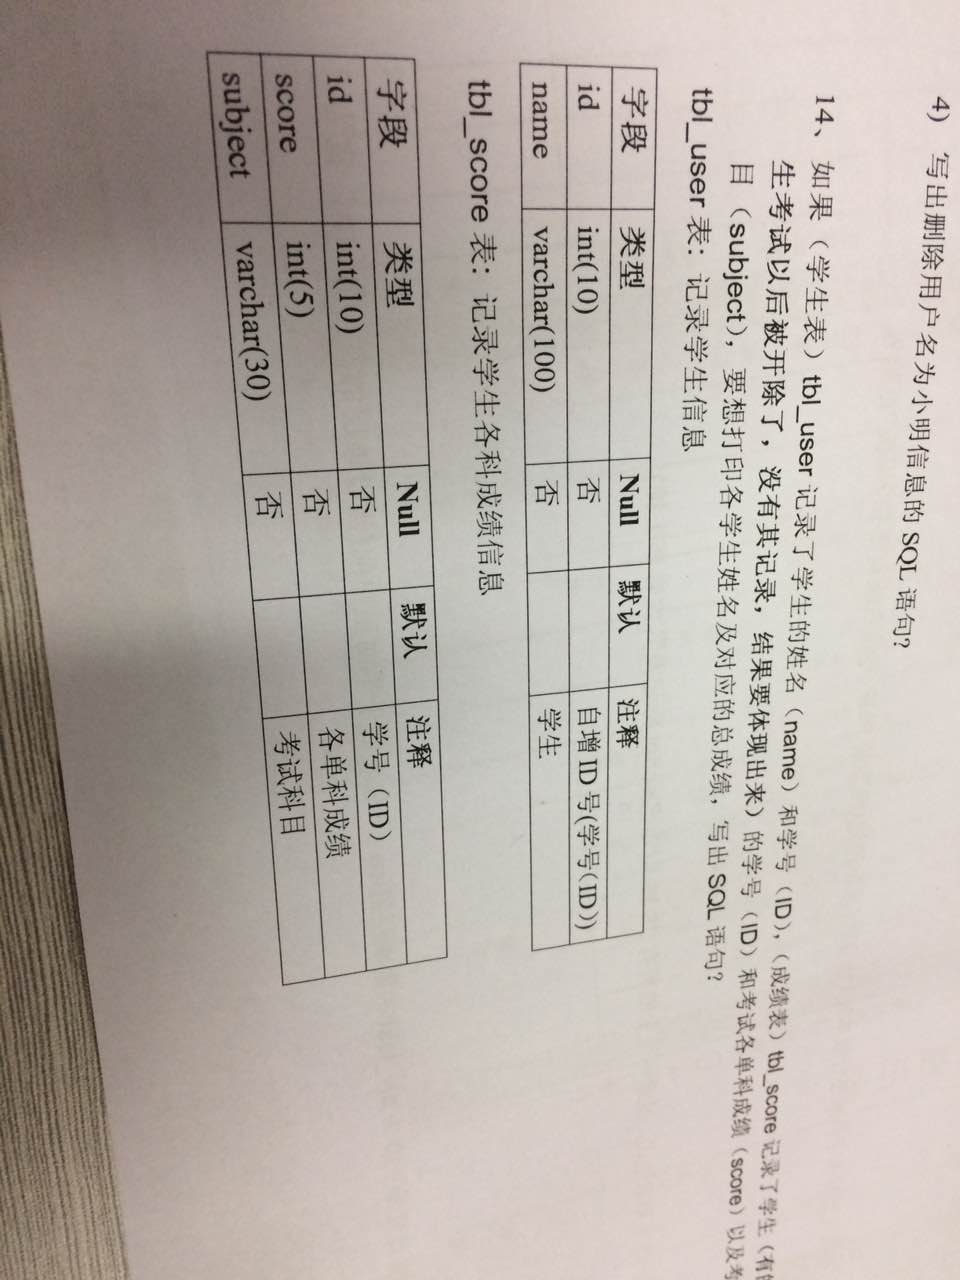 4) 写出删除用户名为小明信息的 SQL 语句?
14、如果（学生表）tbl_user 记录了学生的姓名（name）和学号（ID），（成绩表）tbl_score 记录了学生（有
生考试以后被开除了，没有其记录，结果要体现出来）的学号（ID）和考试各单科成绩（score）以及考
目（subject），要想打印各学生姓名及对应的总成绩，写出 SQL 语句?
tbl_user 表：记录学生信息
字段 类型 Null 默认 注释
id int(10) 否 自增 ID 号(学号(ID))
name varchar(100) 否 学生
tbl_score 表：记录学生各科成绩信息
字段 类型 Null 默认 注释
id int(10) 否 学号（ID）
score int(5) 否 各单科成绩
subject varchar(30) 否 考试科目